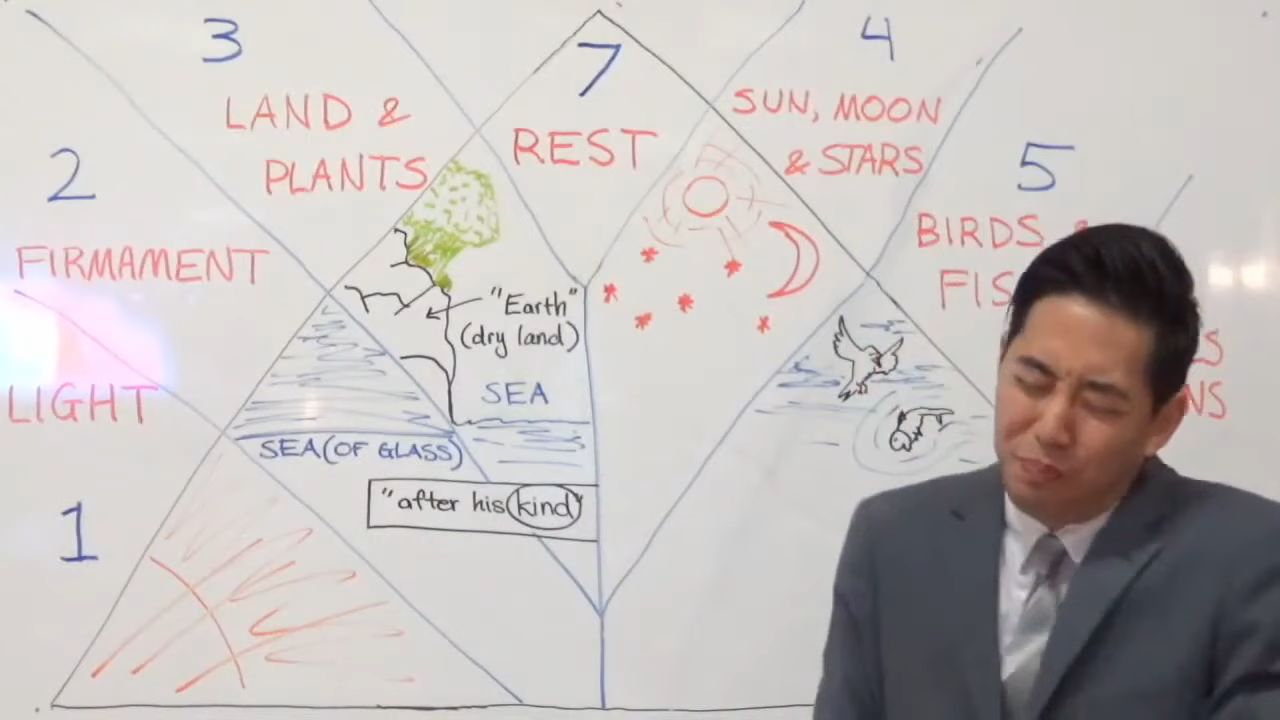 3
LAND &
PLANTS
7
REST
4
SUN, MOON
& STARS
2
FIRMAMENT
5
BIRDS
"Earth"
(dry land)
SEA
LIGHT
SEA (OF GLASS)
"after his kind"
1